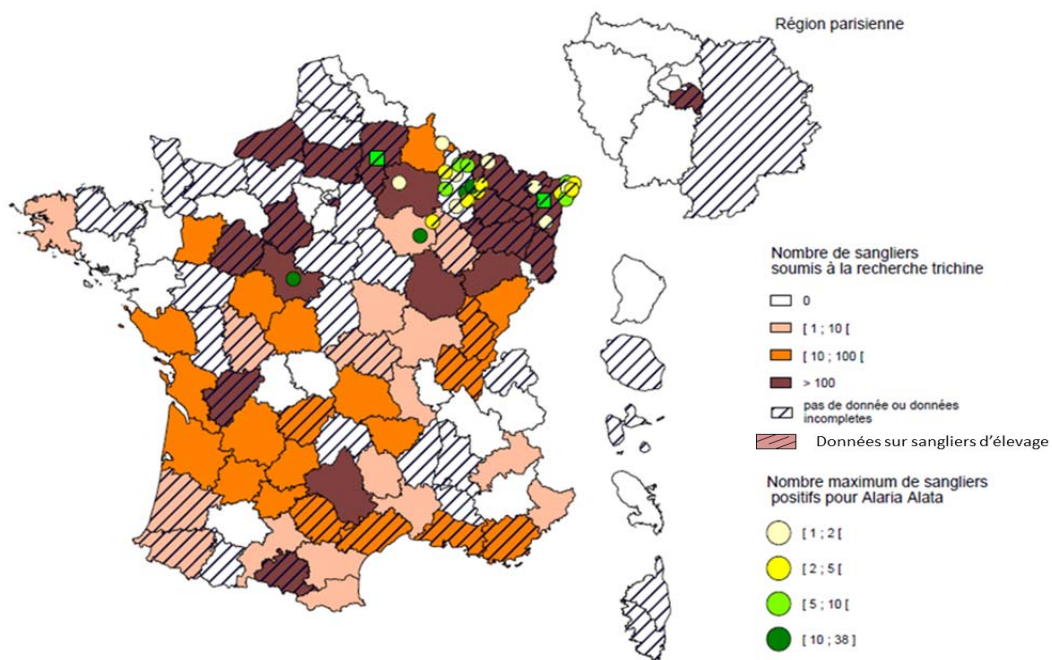 Région parisienne
Nombre de sangliers
soumis à la recherche trichine
0
[ 1 ; 10 [
[ 10 ; 100 [
> 100
pas de donnée ou données
incompletes
Données sur sangliers d'élevage
Nombre maximum de sangliers
positifs pour Alaria Alata
[ 1 ; 2 [
[ 2 ; 5 [
[ 5 ; 10 [
[ 10 ; 38 ]